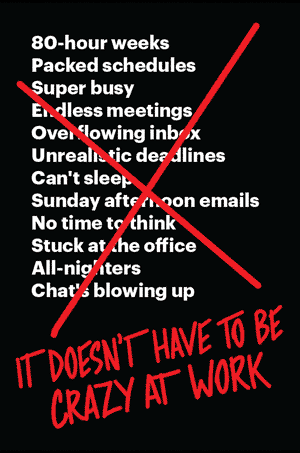 80-hour weeks
Packed schedules
Super busy
Endless meetings
Overflowing inbox
Unrealistic deadlines
Can't sleep
Sunday afternoon emails
No time to think
Stuck at the office
All-nighters
Chat's blowing up
IT DOESN'T HAVE TO BE
CRAZY AT WORK